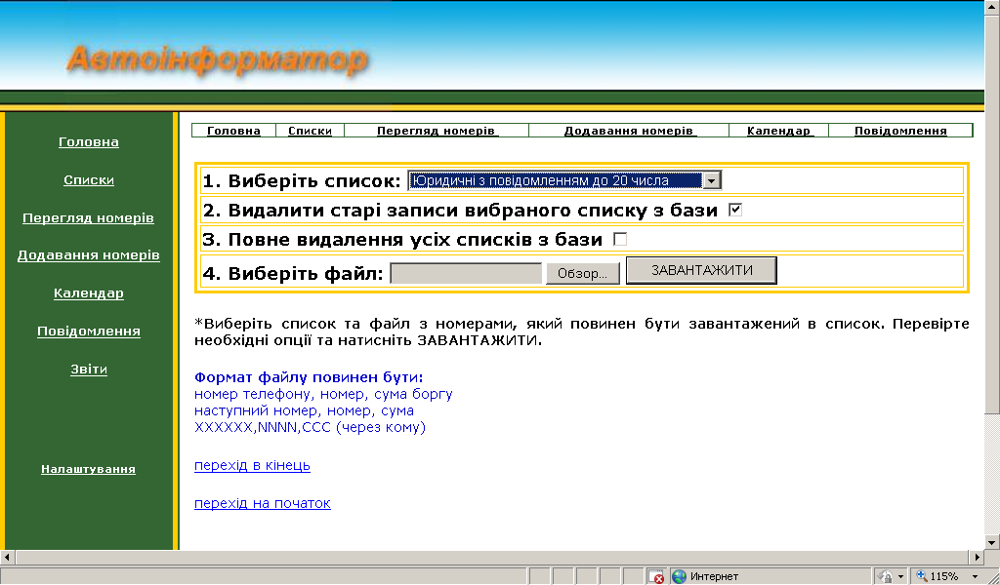 Автоінформатор
Головна Списки Перегляд номерів Додавання номерів Календар Повідомлення
Головна
Списки
Перегляд номерів
Додавання номерів
Календар
Повідомлення
Звіти
Налаштування
1. Виберіть список: Юридичні з повідомленням до 20 числа
2. Видалити старі записи вибраного списку з бази
3. Повне видалення усіх списків з бази
4. Виберіть файл: Обзор... ЗАВАНТАЖИТИ
*Виберіть список та файл з номерами, який повинен бути завантажений в список. Перевірте
необхідні опції та натисніть ЗАВАНТАЖИТИ.
Формат файлу повинен бути:
номер телефону, номер, сума боргу
наступний номер, номер, сума
XXXXXX,NNNN,CCC (через кому)
перехід в кінець
перехід на початок
Интернет 115%